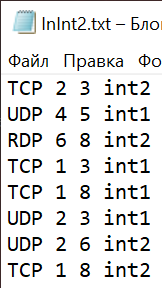 InInt2.txt – Бло
Файл Правка Фо
TCP 2 3 int2
UDP 4 5 int1
RDP 6 8 int2
TCP 1 3 int1
TCP 1 8 int1
UDP 2 3 int1
UDP 2 6 int2
TCP 1 8 int2